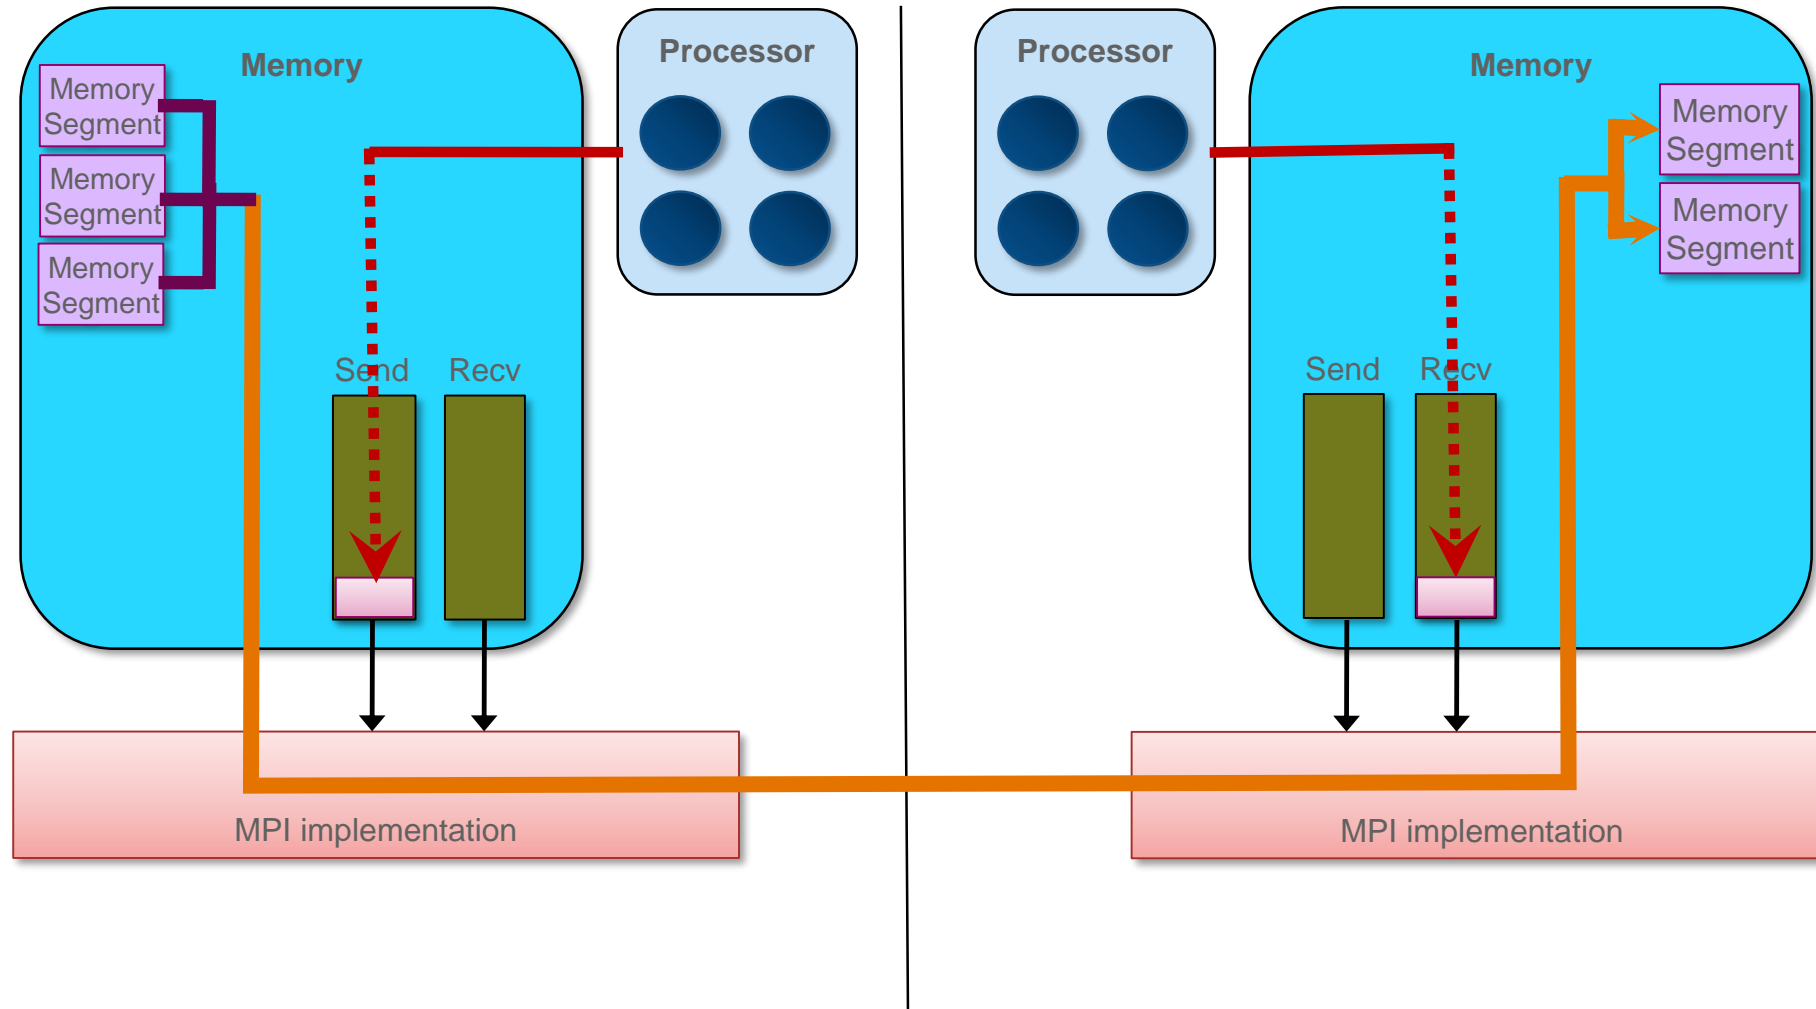 Memory
Processor
Memory
Segment
Memory
Segment
Memory
Segment
Send
Recv
MPI implementation
Processor
Memory
Memory
Segment
Memory
Segment
Send
Recv
MPI implementation